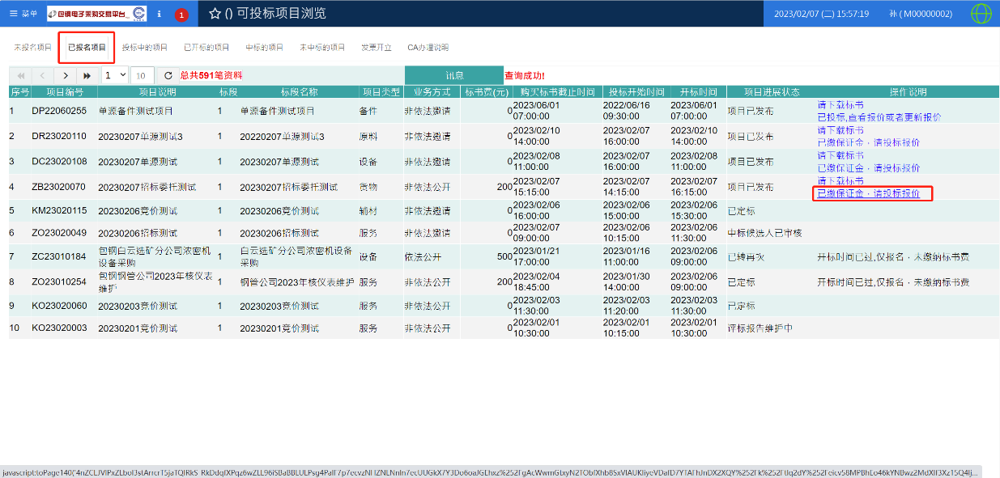 ☰ 菜单 包钢电子采购交易平台 i 1 ☆ () 可投标项目浏览 2023/02/07 (二) 15:57:19 孙 ( M00000002)
未报名项目 已报名项目 投标中的项目 已开标的项目 中标的项目 未中标的项目 发票开立 CA办理说明
1 10 总共591笔资料 讯息 查询成功!
序号 项目编号 项目说明 标段 标段名称 项目类型 业务方式 标书费(元) 购买标书截止时间 投标开始时间 开标时间 项目进展状态 操作说明
1 DP22060255 单源备件测试项目 1 单源备件测试项目 备件 非依法邀请 0 2023/06/01 07:00:00 2022/06/16 09:30:00 2023/06/01 07:00:00 项目已发布 请下载标书
已投标,查看报价或者更新报价
2 DR23020110 20230207单源测试3 1 20220207单源测试3 原料 非依法邀请 0 2023/02/10 14:00:00 2023/02/07 16:00:00 2023/02/10 14:00:00 项目已发布 请下载标书
已缴保证金，请投标报价
3 DC23020108 20230207单源测试 1 20230207单源测试 设备 非依法邀请 0 2023/02/08 11:00:00 2023/02/07 16:00:00 2023/02/08 11:00:00 项目已发布 请下载标书
已缴保证金，请投标报价
4 ZB23020070 20230207招标委托测试 1 20230207招标委托测试 货物 非依法公开 200 2023/02/07 15:15:00 2023/02/07 14:15:00 2023/02/07 16:15:00 项目已发布 请下载标书
已缴保证金，请投标报价
5 KM23020115 20230206竞价测试 1 20230206竞价测试 辅材 非依法邀请 0 2023/02/06 16:00:00 2023/02/06 15:00:00 2023/02/06 15:30:00 已定标
6 ZO23020049 20230206招标测试 1 20230206招标测试 服务 非依法邀请 0 2023/02/07 09:00:00 2023/02/06 10:15:00 2023/02/06 11:30:00 中标候选人已审核
7 ZC23010184 包钢白云选矿分公司浓密机设备采购 1 白云选矿分公司浓密机设备采购 设备 依法公开 500 2023/01/21 17:00:00 2023/01/16 11:00:00 2023/02/06 09:00:00 已转再次 开标时间已过,仅报名，未缴纳标书费
8 ZO23010254 包钢钢管公司2023年核仪表维护 1 钢管公司2023年核仪表维护 服务 非依法公开 200 2023/02/04 18:45:00 2023/01/30 14:00:00 2023/02/06 09:00:00 已定标 开标时间已过,仅报名，未缴纳标书费
9 KO23020060 20230203竞价测试 1 20230203竞价测试 服务 非依法公开 0 2023/02/03 11:30:00 2023/02/03 11:20:00 2023/02/03 11:30:00 已定标
10 KO23020003 20230201竞价测试 1 20230201竞价测试 服务 非依法公开 0 2023/02/01 10:30:00 2023/02/01 10:15:00 2023/02/01 10:30:00 评标报告维护中